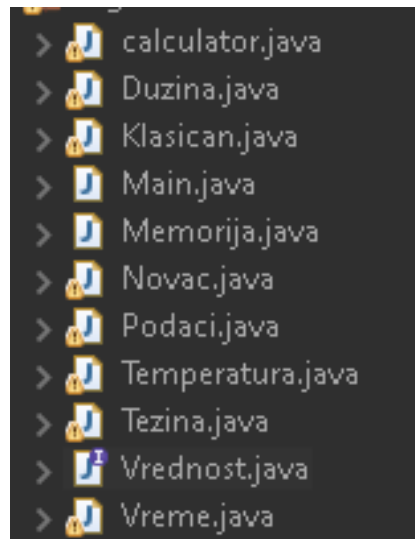 calculator.java
Duzina.java
Klasican.java
Main.java
Memorija.java
Novac.java
Podaci.java
Temperatura.java
Tezina.java
Vrednost.java
Vreme.java